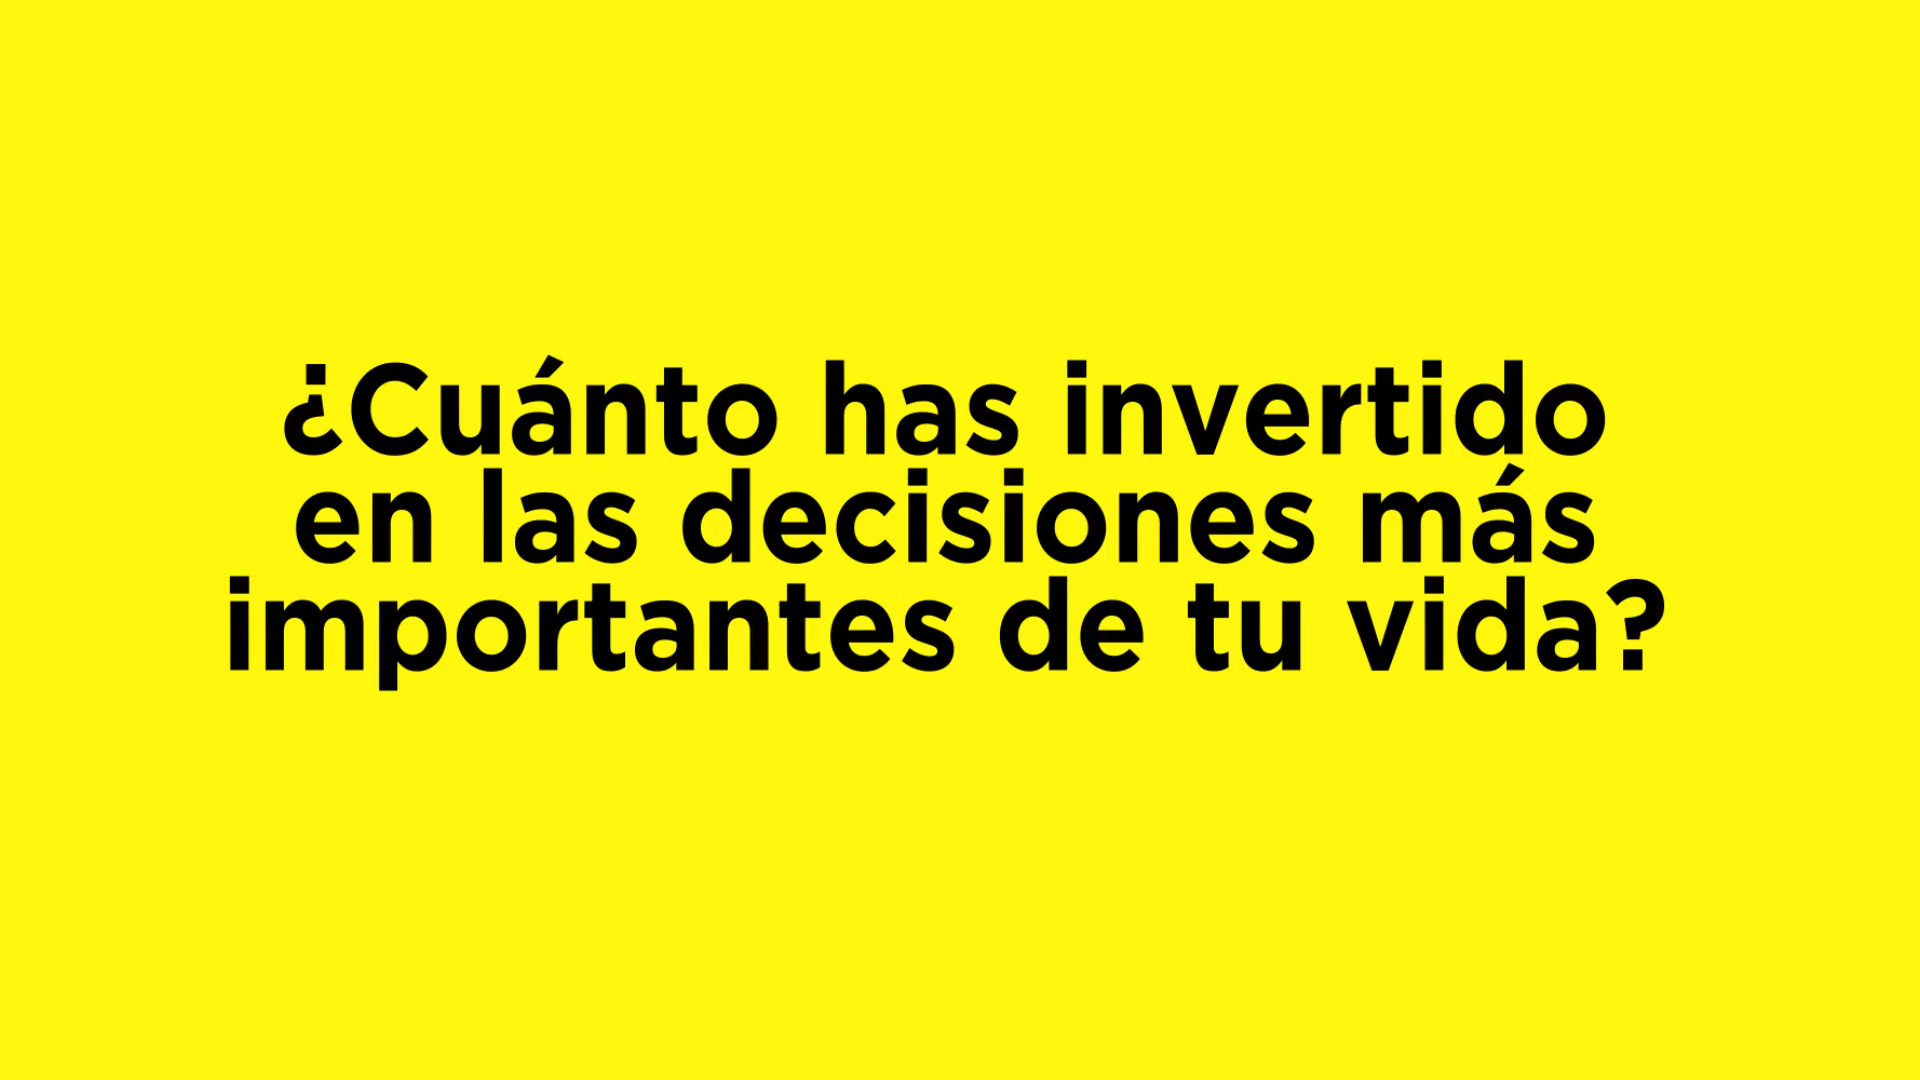 ¿Cuánto has invertido
en las decisiones más
importantes de tu vida?